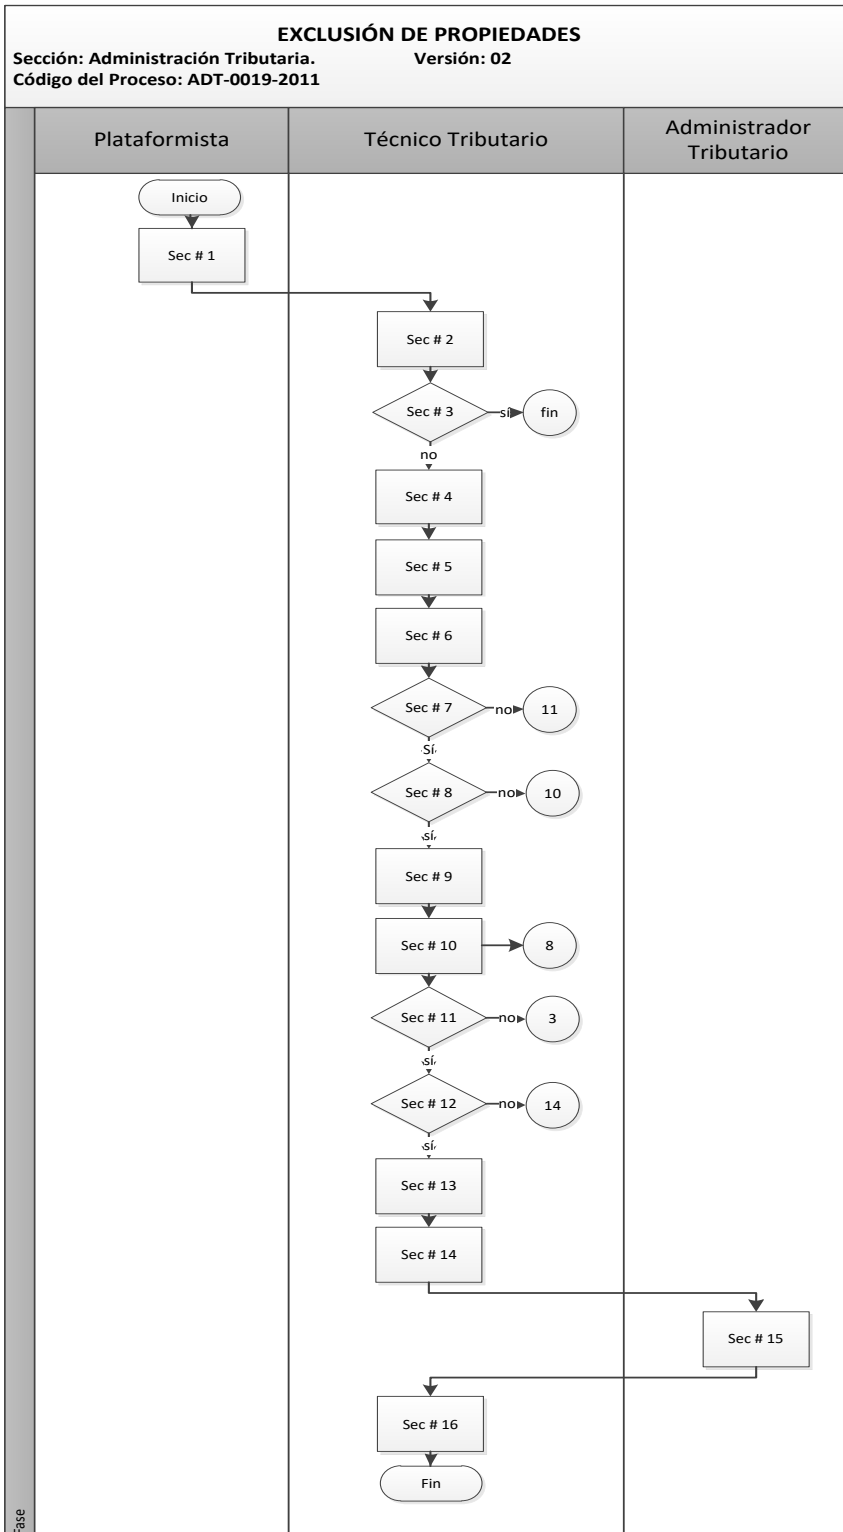 EXCLUSIÓN DE PROPIEDADES
Sección: Administración Tributaria. Versión: 02
Código del Proceso: ADT-0019-2011
Plataformista
Técnico Tributario
Administrador
Tributario
Inicio
Sec # 1
Sec # 2
Sec # 3
sí
fin
no
Sec # 4
Sec # 5
Sec # 6
Sec # 7
no
11
Sí
Sec # 8
no
10
sí
Sec # 9
Sec # 10
8
Sec # 11
no
3
sí
Sec # 12
no
14
sí
Sec # 13
Sec # 14
Sec # 15
Sec # 16
Fin
Fase